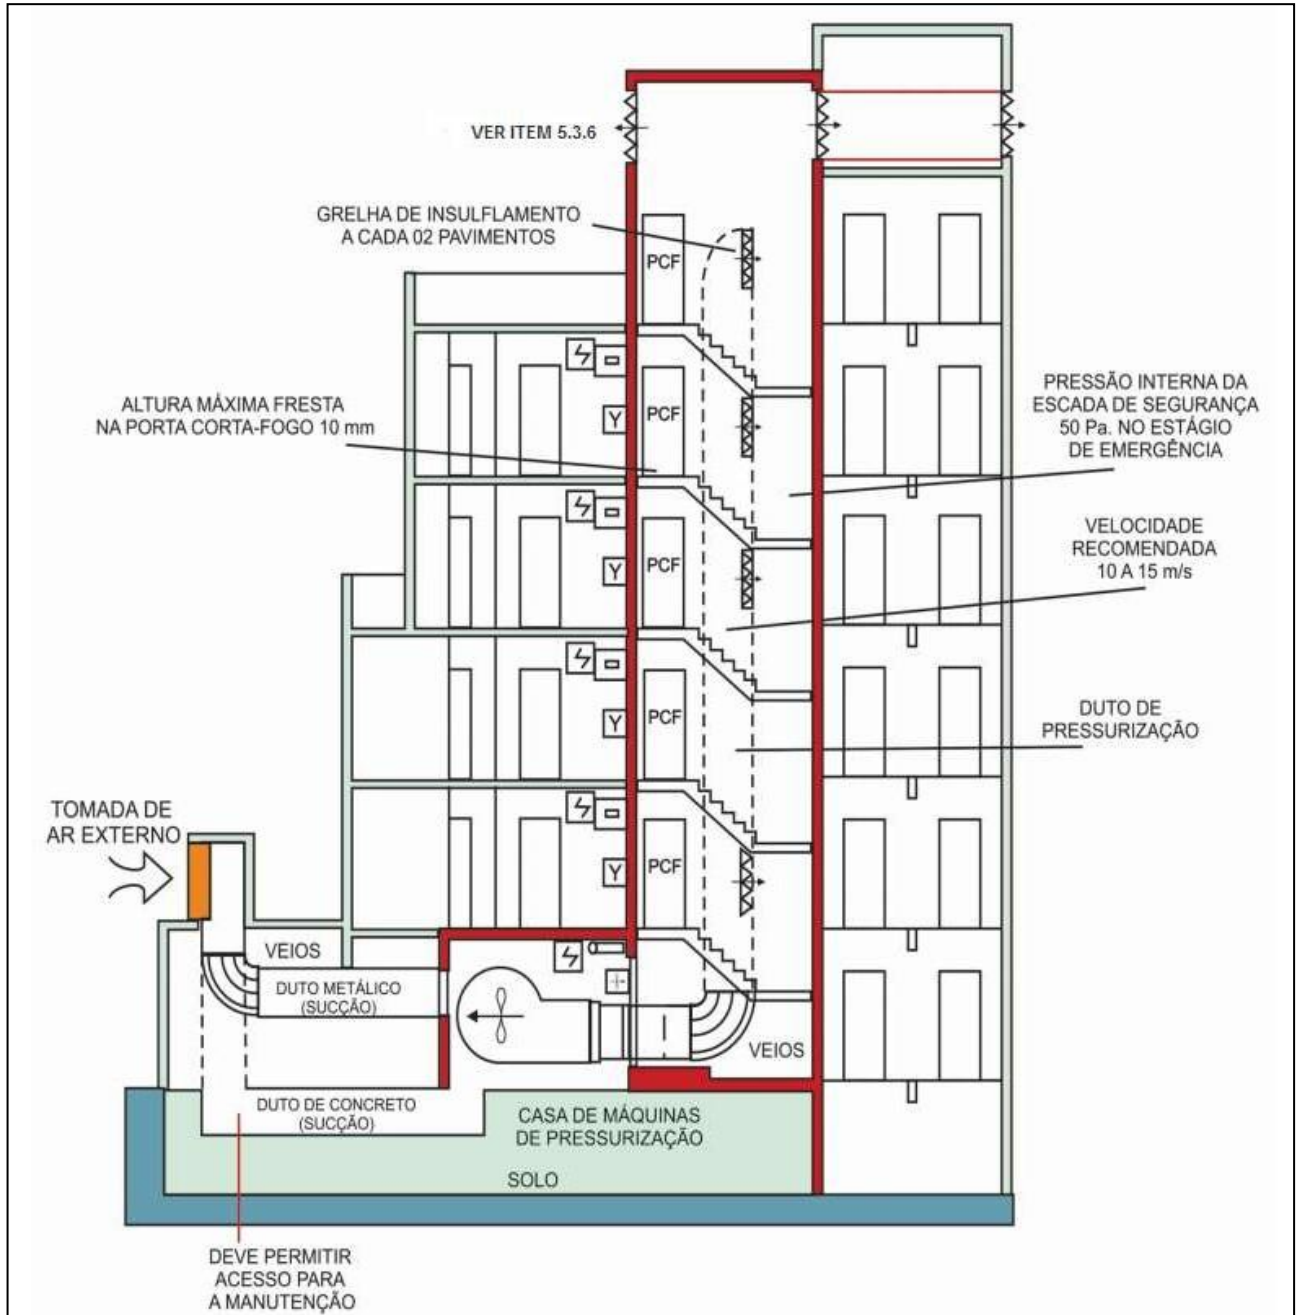 VER ITEM 5.3.6
GRELHA DE INSULFLAMENTO
A CADA 02 PAVIMENTOS
PCF
ALTURA MÁXIMA FRESTA
NA PORTA CORTA-FOGO 10 mm
PCF
Y
PRESSÃO INTERNA DA
ESCADA DE SEGURANÇA
50 Pa. NO ESTÁGIO
DE EMERGÊNCIA
PCF
Y
VELOCIDADE
RECOMENDADA
10 A 15 m/s
PCF
Y
DUTO DE
PRESSURIZAÇÃO
TOMADA DE
AR EXTERNO
PCF
Y
VEIOS
DUTO METÁLICO
(SUCÇÃO)
VEIOS
DUTO DE CONCRETO
(SUCÇÃO)
CASA DE MÁQUINAS
DE PRESSURIZAÇÃO
SOLO
DEVE PERMITIR
ACESSO PARA
A MANUTENÇÃO